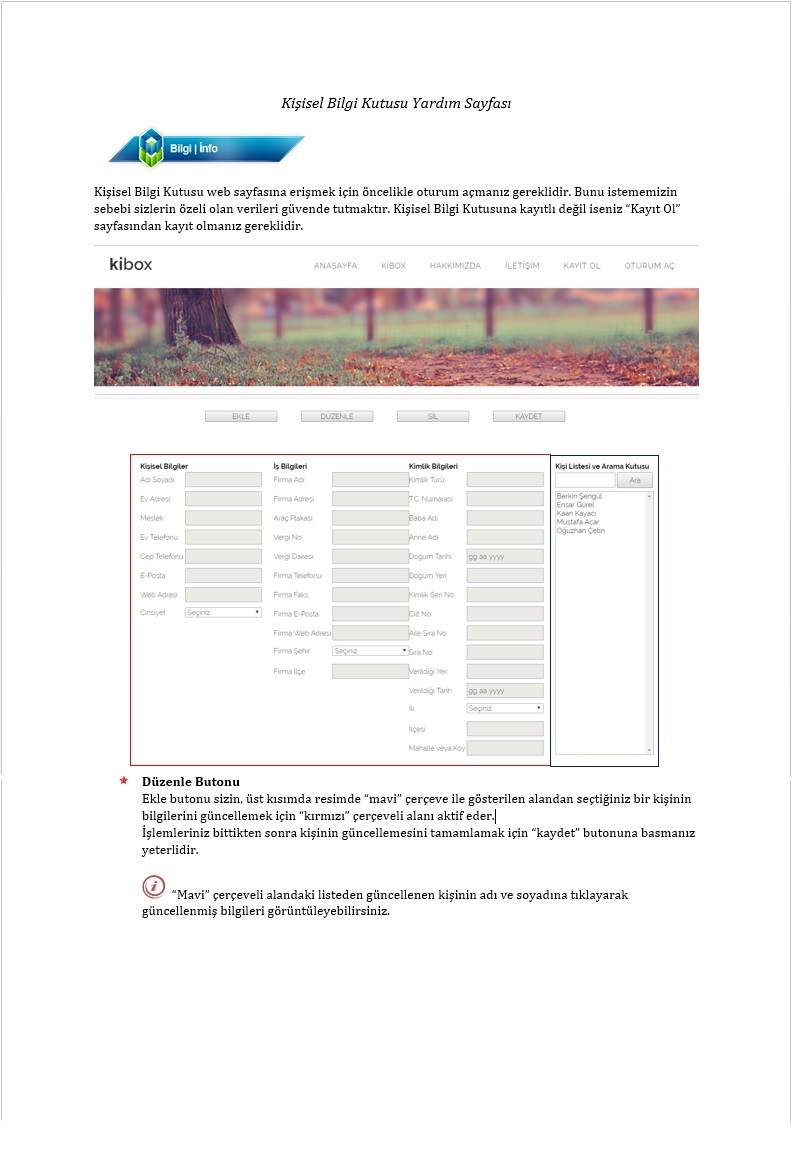 Kişisel Bilgi Kutusu Yardım Sayfası
Bilgi | İnfo
Kişisel Bilgi Kutusu web sayfasına erişmek için öncelikle oturum açmanız gereklidir. Bunu istememizin
sebebi sizlerin özeli olan verileri güvende tutmaktır. Kişisel Bilgi Kutusuna kayıtlı değil iseniz “Kayıt Ol”
sayfasından kayıt olmanız gereklidir.
kibox ANASAYFA KİBOX HAKKIMIZDA İLETİŞİM KAYIT OL OTURUM AÇ
EKLE DÜZENLE SİL KAYDET
Kişisel Bilgiler
Adı Soyadı:
Ev Adresi:
Meslek:
Ev Telefonu:
Cep Telefonu:
E-Posta:
Web Adresi:
Cinsiyet: Seçiniz
İş Bilgileri
Firma Adı:
Firma Adresi:
Araç Plakası:
Vergi No:
Vergi Dairesi:
Firma Telefonu:
Firma Faks:
Firma E-Posta:
Firma Web Adresi:
Firma Şehir: Seçiniz
Firma İlçe:
Kimlik Bilgileri
Kimlik Türü:
T.C. Numarası:
Baba Adı:
Anne Adı:
Doğum Tarihi: gg.aa.yyyy
Doğum Yeri:
Kimlik Seri No:
Cilt No:
Aile Sıra No:
Sıra No:
Verildiği Yer:
Verildiği Tarih: gg.aa.yyyy
İli: Seçiniz
İlçesi:
Mahalle veya Köy:
Kişi Listesi ve Arama Kutusu
Ara
Berkin Şengül
Ensar Gürel
Kaan Kayacı
Mustafa Acar
Oğuzhan Çetin
Düzenle Butonu
Ekle butonu sizin, üst kısımda resimde “mavi” çerçeve ile gösterilen alandan seçtiğiniz bir kişinin
bilgilerini güncellemek için “kırmızı” çerçeveli alanı aktif eder.
İşlemleriniz bittikten sonra kişinin güncellemesini tamamlamak için “kaydet” butonuna basmanız
yeterlidir.
“Mavi” çerçeveli alandaki listeden güncellenen kişinin adı ve soyadına tıklayarak
güncellenmiş bilgileri görüntüleyebilirsiniz.